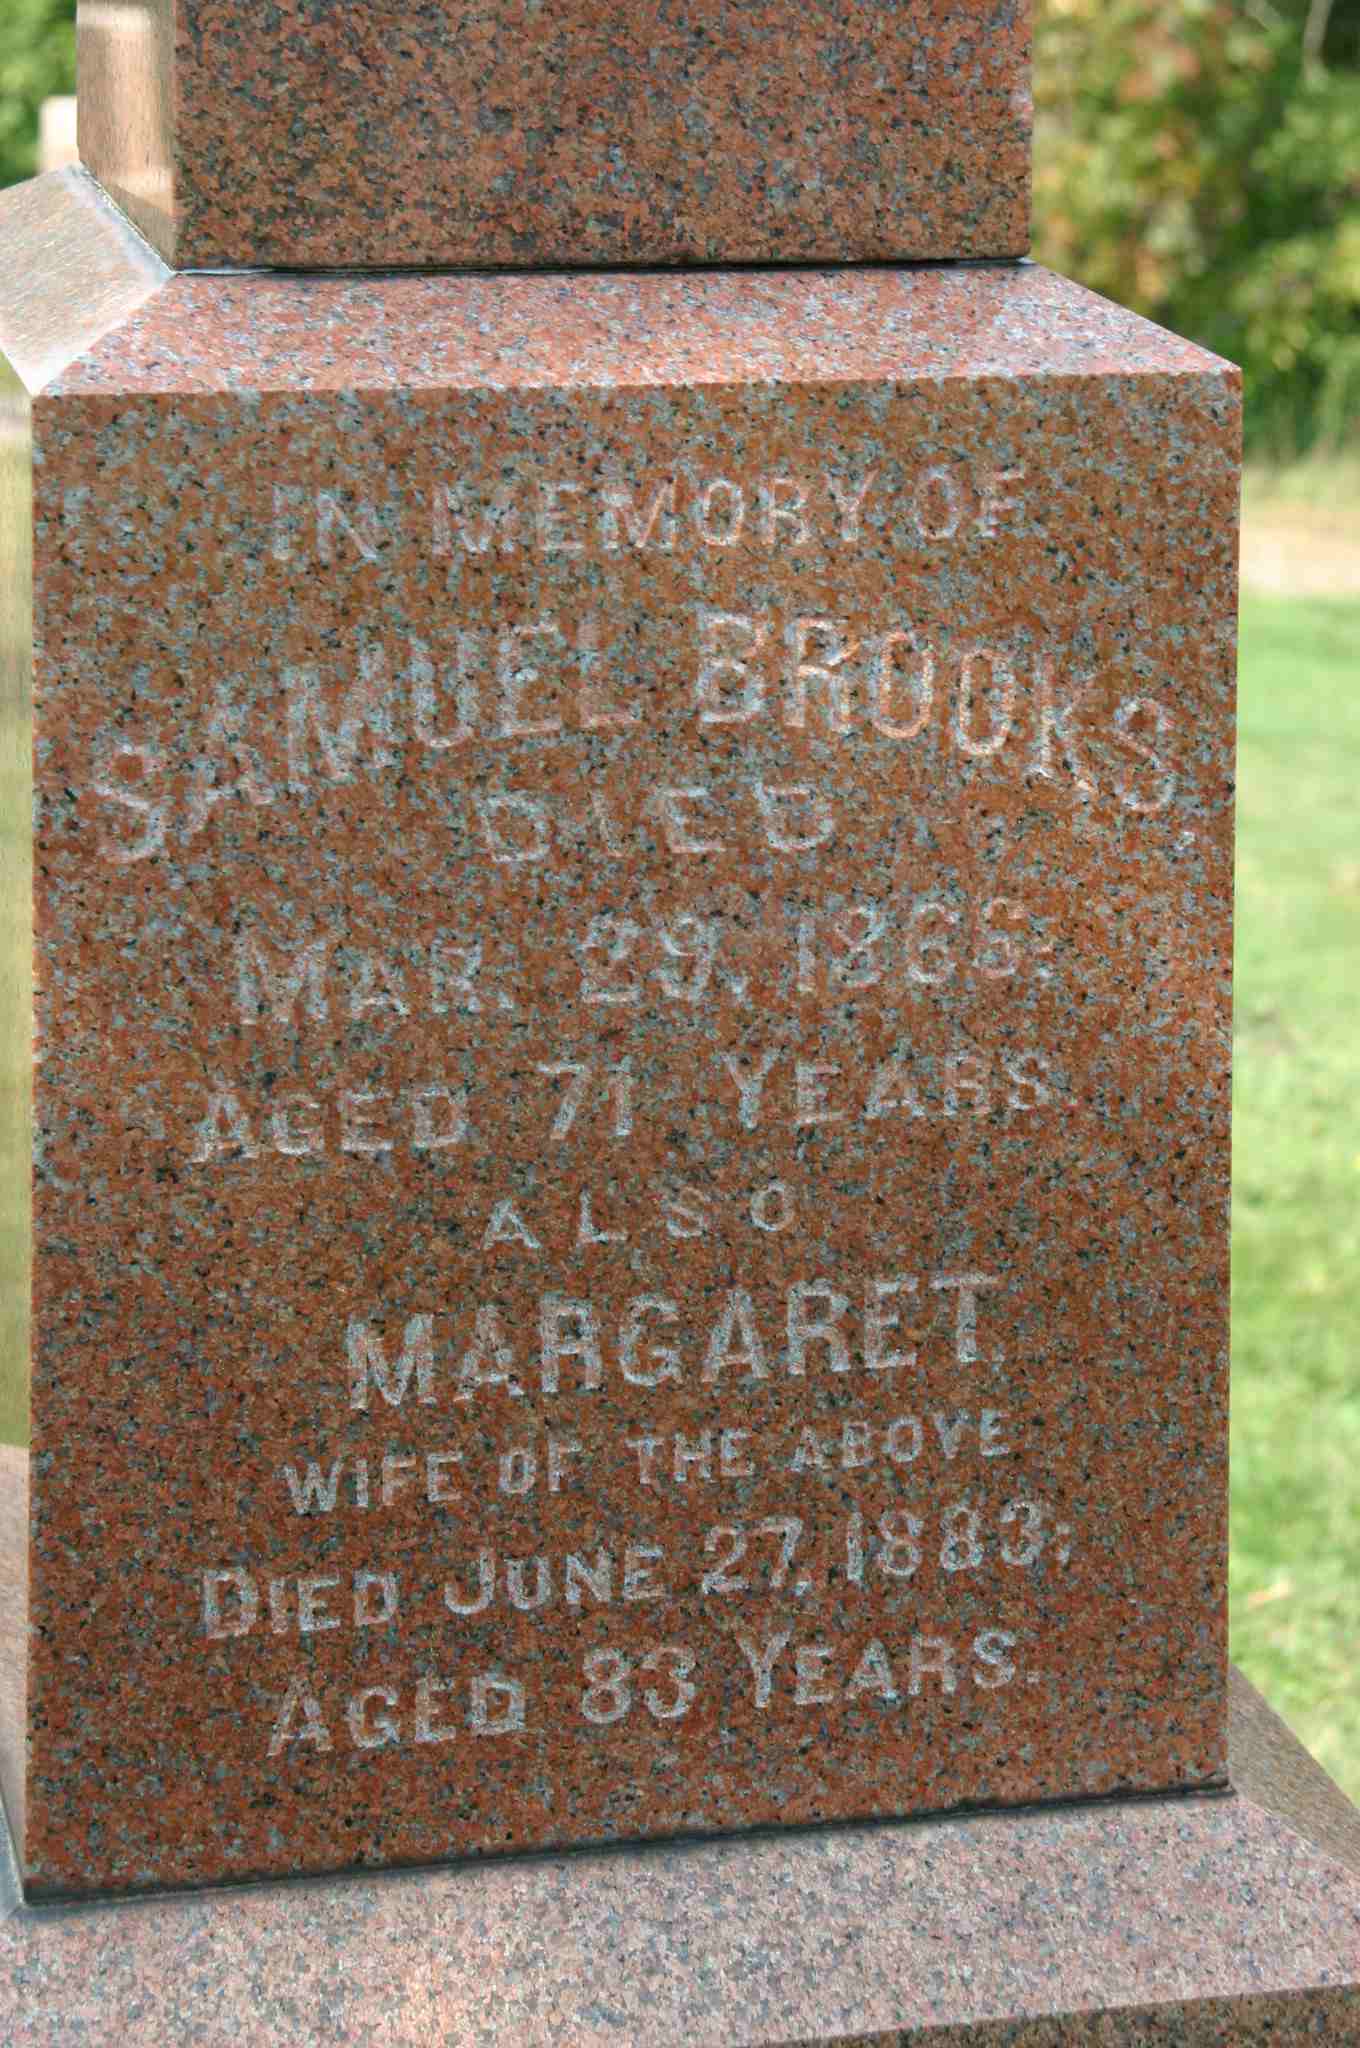 IN MEMORY OF
SAMUEL BROOKS
DIED
MAR. 29, 1865;
AGED 71 YEARS.
ALSO
MARGARET,
WIFE OF THE ABOVE
DIED JUNE 27, 1883;
AGED 83 YEARS.